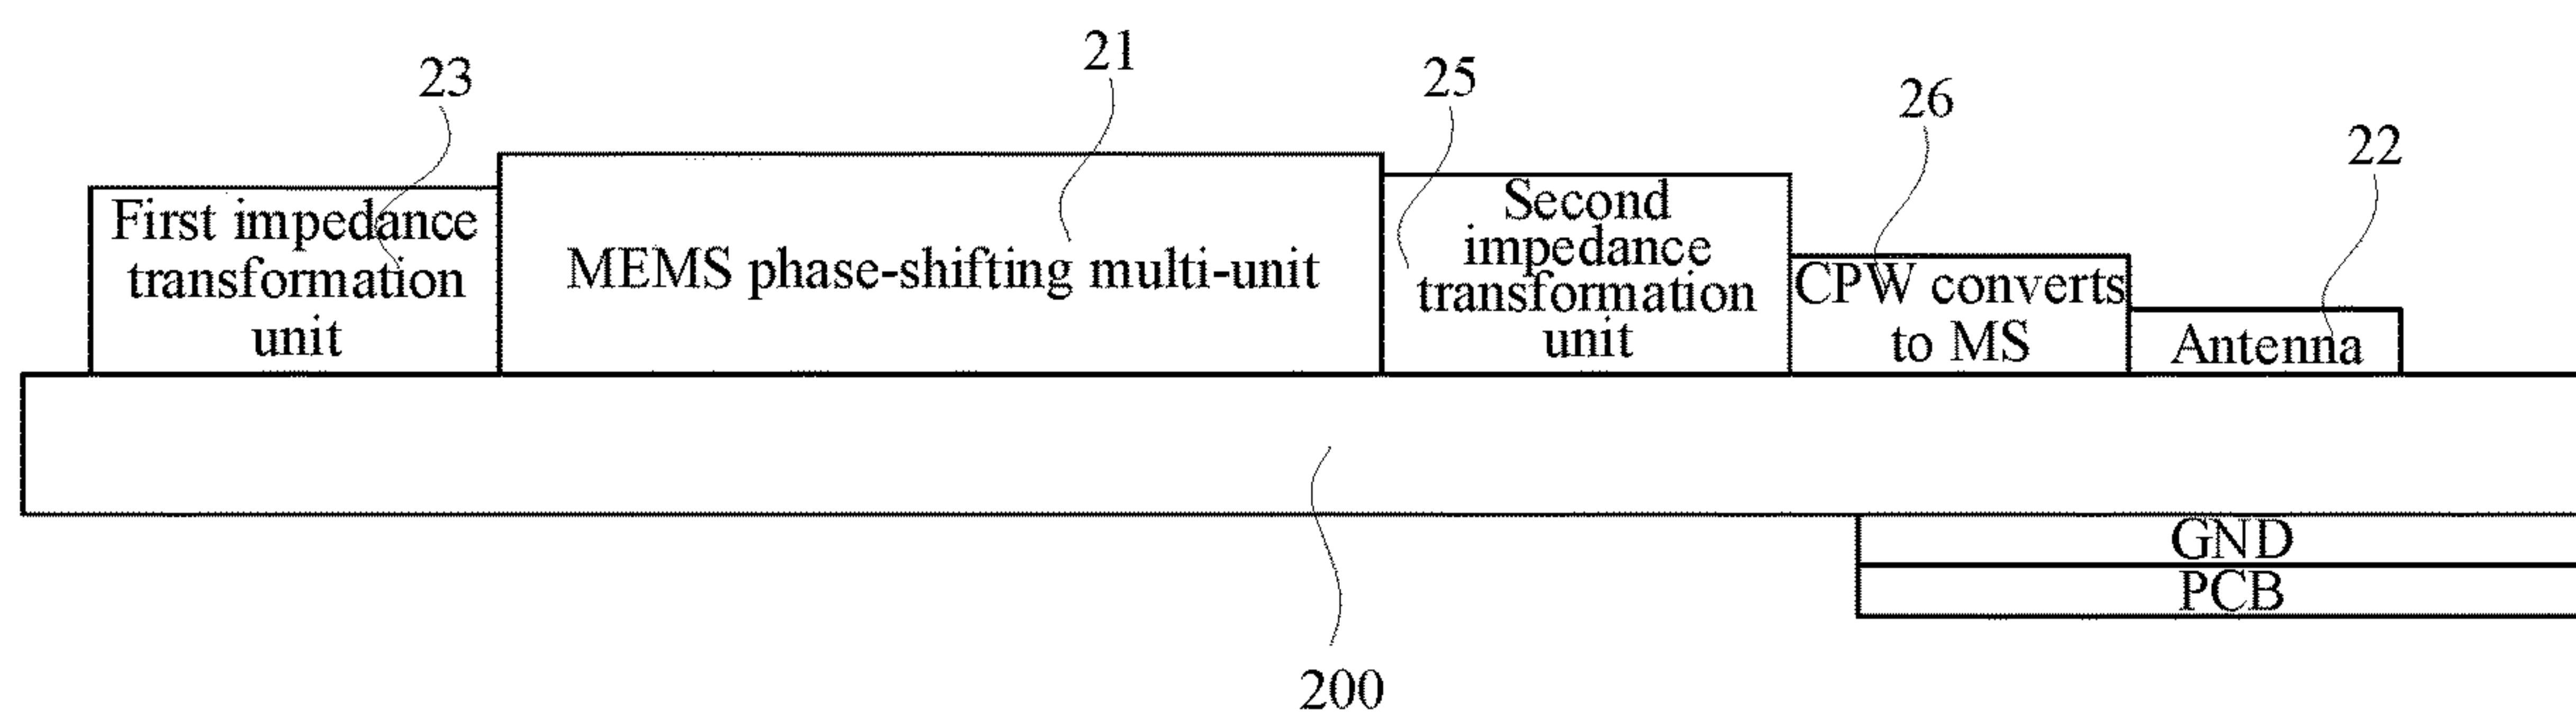 21
23
25
26
22
First impedance
transformation
unit
MEMS phase-shifting multi-unit
Second
impedance
transformation
unit
CPW converts
to MS
Antenna
GND
PCB
200